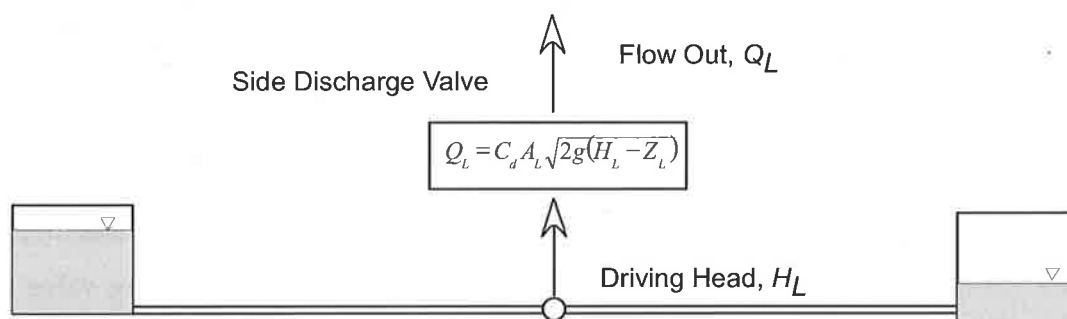 Flow Out, Q_L
Side Discharge Valve
Q_L = C_d A_L √2g(H_L − Z_L)
Driving Head, H_L